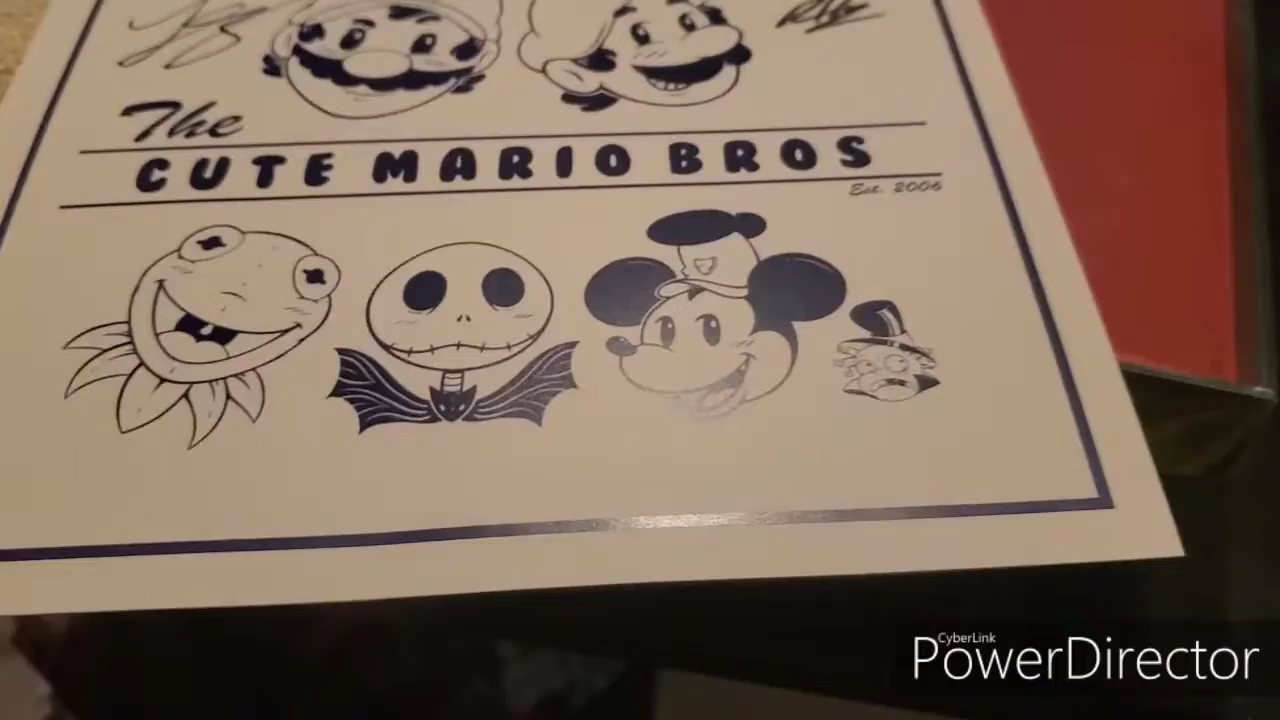 The
CUTE MARIO BROS
Est. 2006
CyberLink
PowerDirector